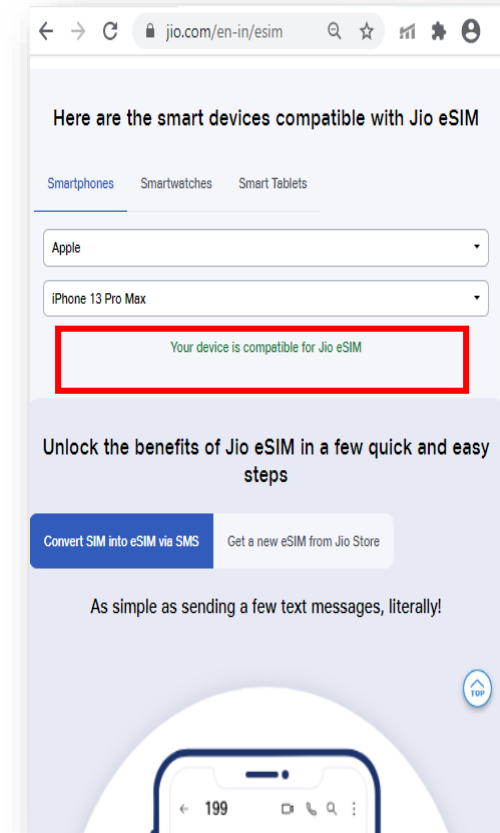 jio.com/en-in/esim
Here are the smart devices compatible with Jio eSIM
Smartphones Smartwatches Smart Tablets
Apple
iPhone 13 Pro Max
Your device is compatible for Jio eSIM
Unlock the benefits of Jio eSIM in a few quick and easy
steps
Convert SIM into eSIM via SMS Get a new eSIM from Jio Store
As simple as sending a few text messages, literally!
TOP
199